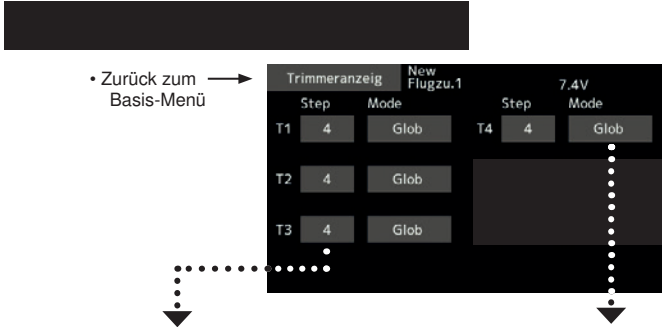 • Zurück zum
Basis-Menü
Trimmeranzeig New Flugzu.1 7.4V
Step Mode Step Mode
T1 4 Glob T4 4 Glob
T2 4 Glob
T3 4 Glob